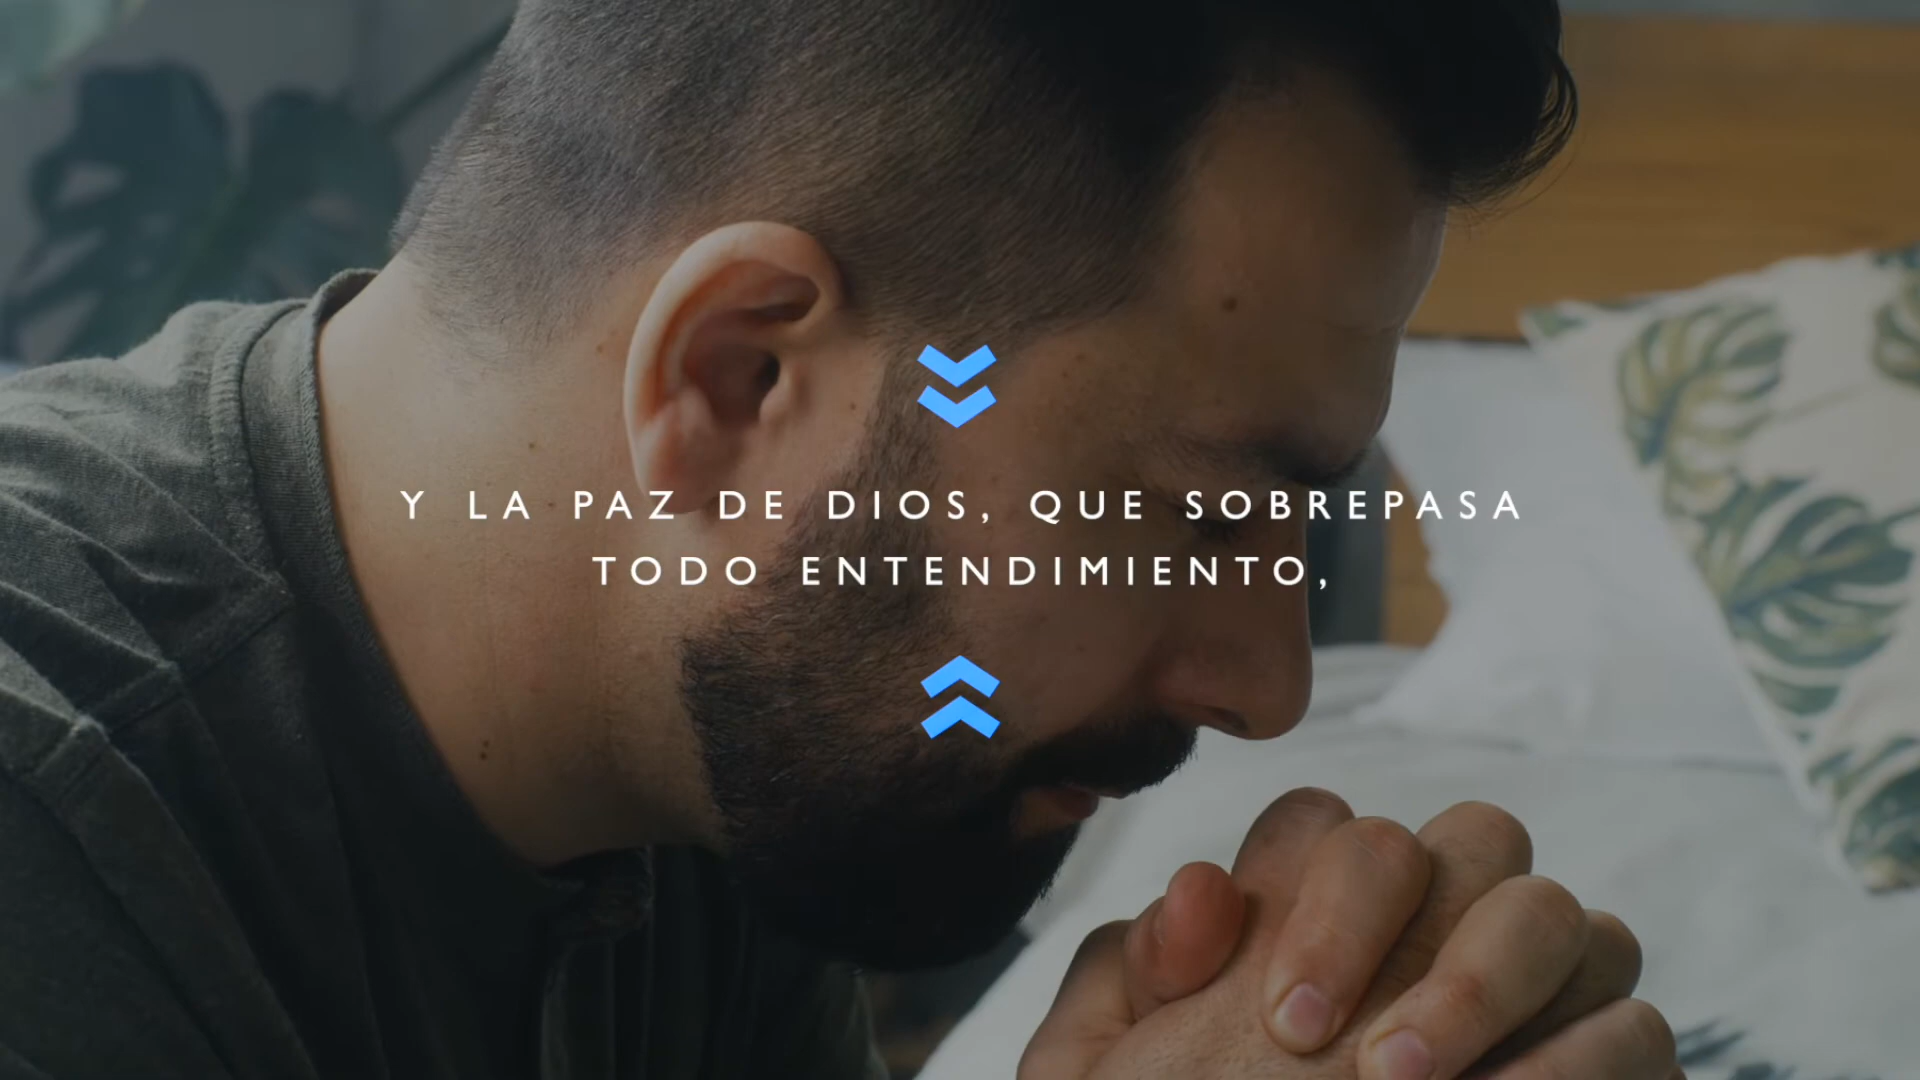 Y LA PAZ DE DIOS, QUE SOBREPASA
TODO ENTENDIMIENTO,